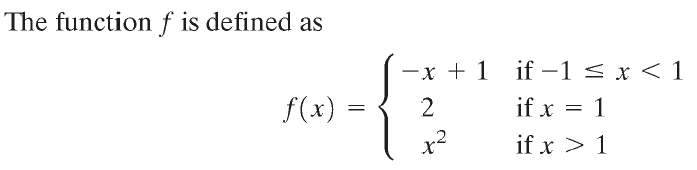 The function f is defined as
-x + 1 if -1 ≤ x < 1
f(x) = { 2 if x = 1
x² if x > 1